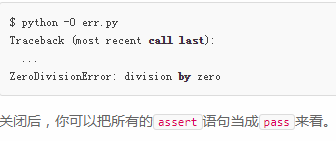 $ python -O err.py
Traceback (most recent call last):
...
ZeroDivisionError: division by zero
关闭后，你可以把所有的assert语句当成pass来看。